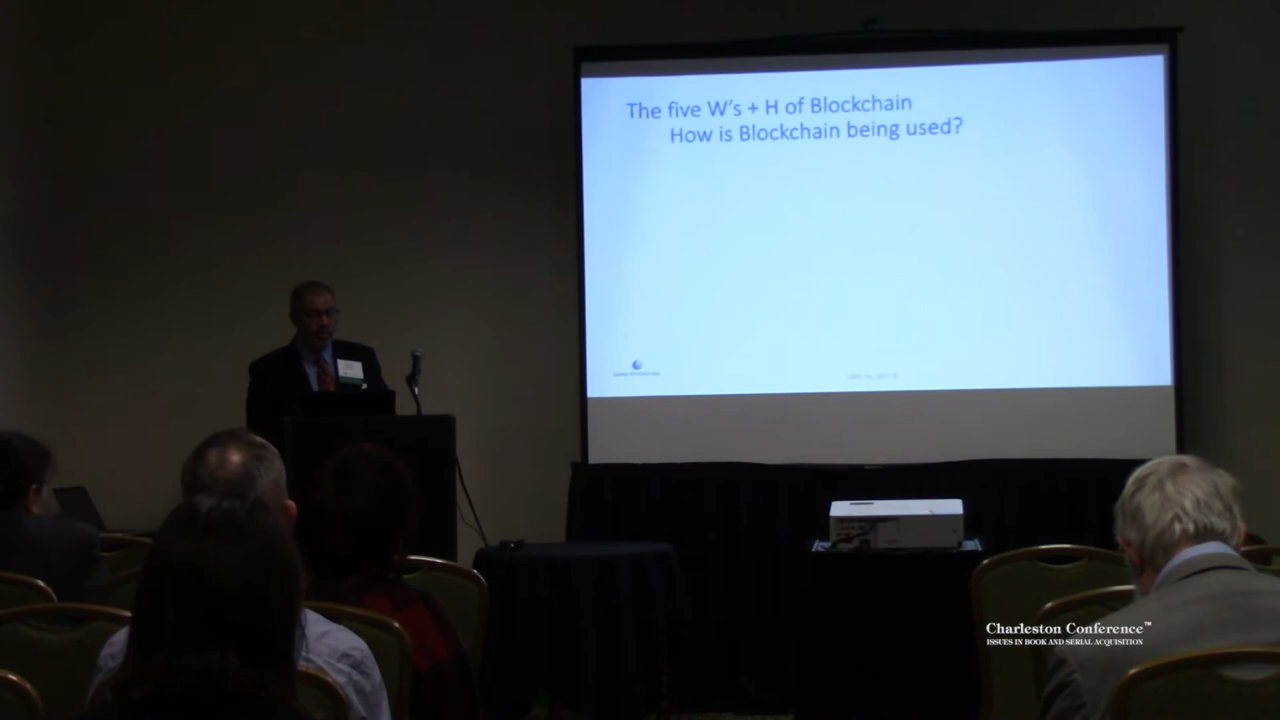 The five W's + H of Blockchain
How is Blockchain being used?
Charleston Conference™
ISSUES IN BOOK AND SERIAL ACQUISITION